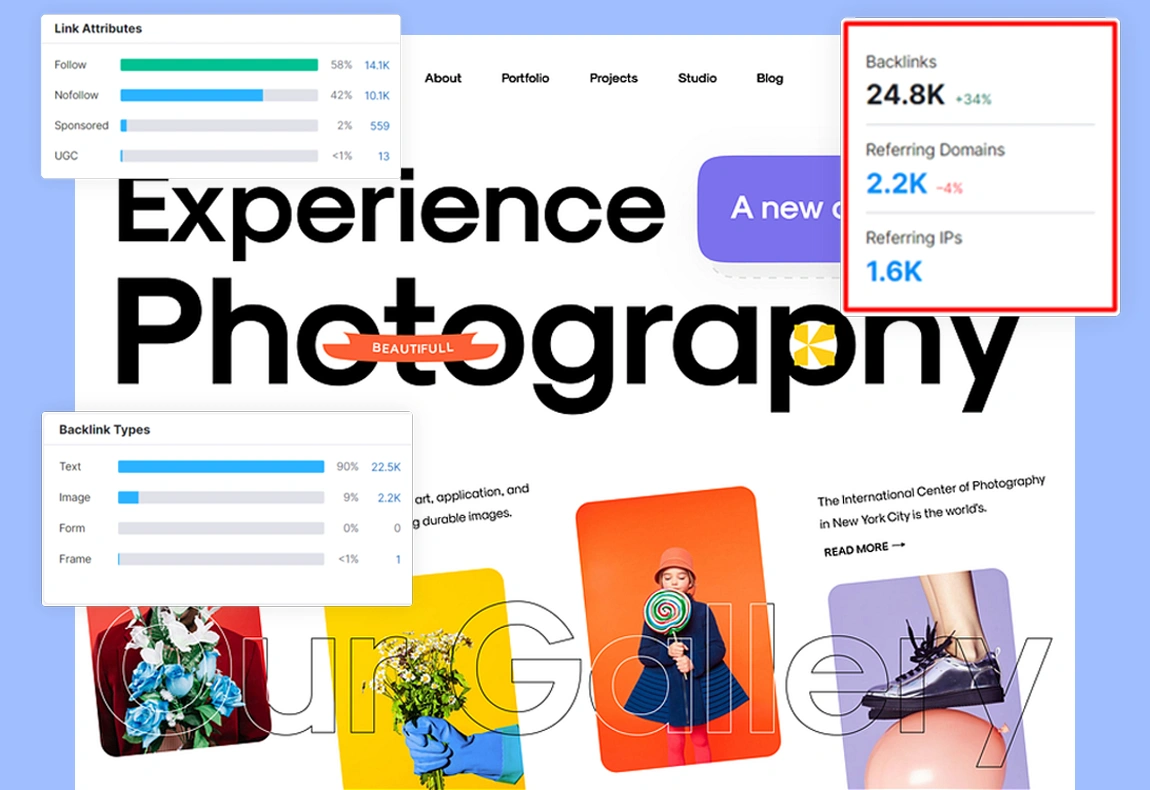 Link Attributes
Follow 58% 14.1K
Nofollow 42% 10.1K
Sponsored 2% 559
UGC <1% 13
About Portfolio Projects Studio Blog
Backlinks
24.8K +34%
Referring Domains
2.2K -4%
Referring IPs
1.6K
Experience
A new
Photography
BEAUTIFULL
Backlink Types
Text 90% 22.5K
Image 9% 2.2K
Form 0% 0
Frame <1% 1
art, application, and
durable images.
The International Center of Photography
in New York City is the world's.
READ MORE →
Our Gallery